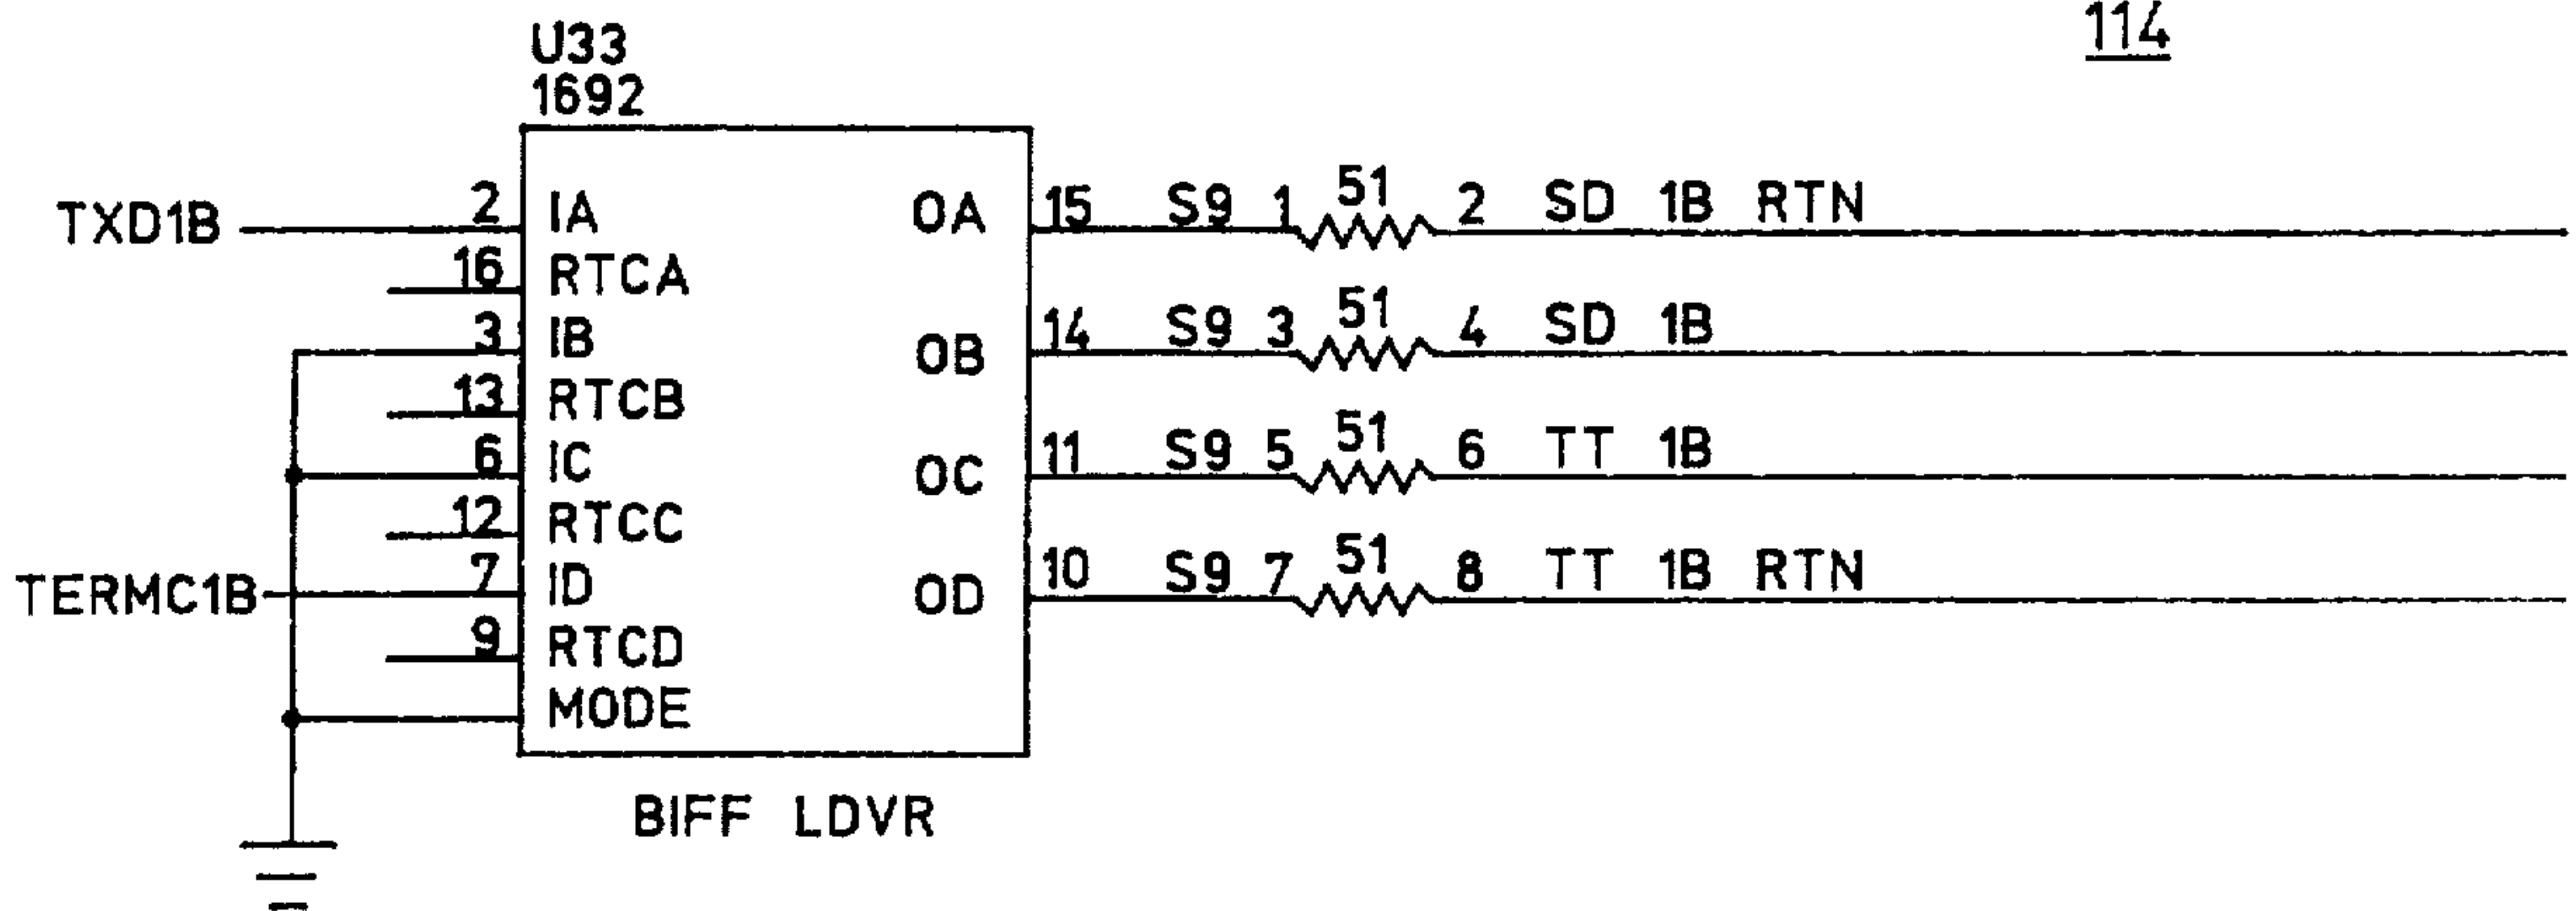 114
U33
1692
TXD1B 2 IA OA 15 S9 1 51 2 SD 1B RTN
16 RTCA
3 IB OB 14 S9 3 51 4 SD 1B
13 RTCB
6 IC OC 11 S9 5 51 6 TT 1B
12 RTCC
TERMC1B 7 ID OD 10 S9 7 51 8 TT 1B RTN
9 RTCD
MODE
BIFF LDVR